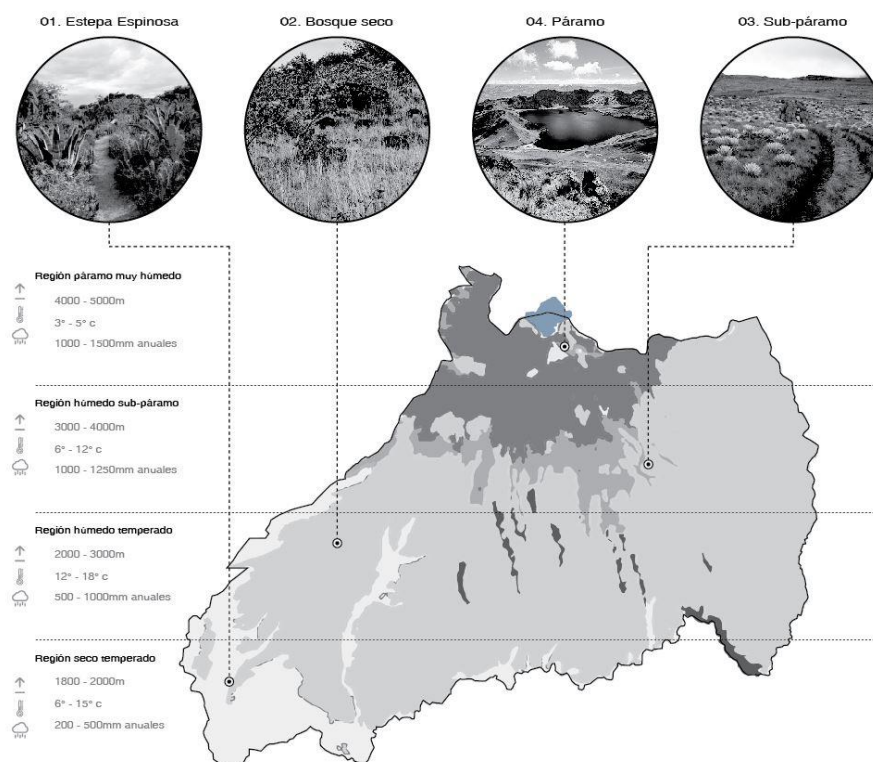 01. Estepa Espinosa
02. Bosque seco
04. Páramo
03. Sub-páramo
Región páramo muy húmedo
4000 - 5000m
3° - 5° c
1000 - 1500mm anuales
Región húmedo sub-páramo
3000 - 4000m
6° - 12° c
1000 - 1250mm anuales
Región húmedo temperado
2000 - 3000m
12° - 18° c
500 - 1000mm anuales
Región seco temperado
1800 - 2000m
6° - 15° c
200 - 500mm anuales